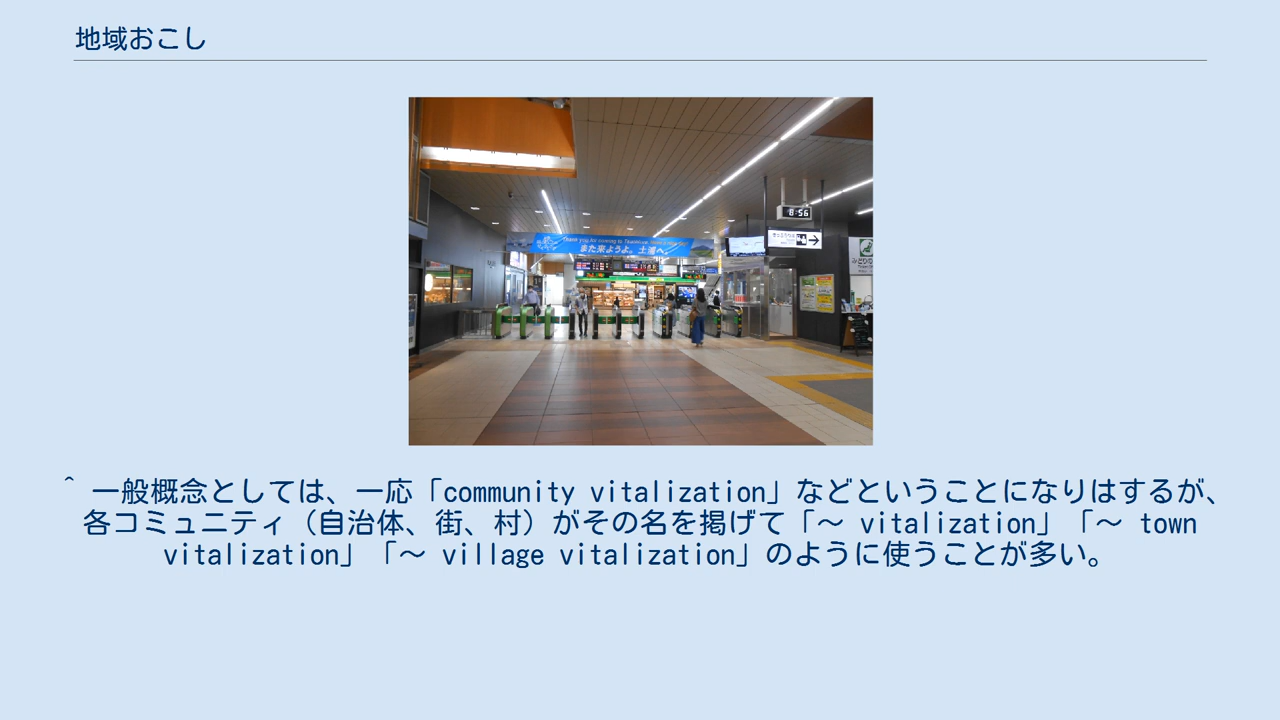 地域おこし
8:56
また来ようよ。土浦へ。
^ 一般概念としては、一応「community vitalization」などということになりはするが、
各コミュニティ（自治体、街、村）がその名を掲げて「～ vitalization」「～ town
vitalization」「～ village vitalization」のように使うことが多い。